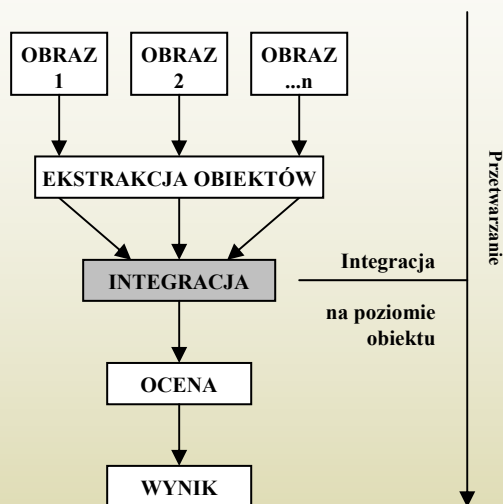 OBRAZ
1
OBRAZ
2
OBRAZ
...n
EKSTRAKCJA OBIEKTÓW
INTEGRACJA
Integracja
na poziomie
obiektu
OCENA
WYNIK
Przetwarzanie